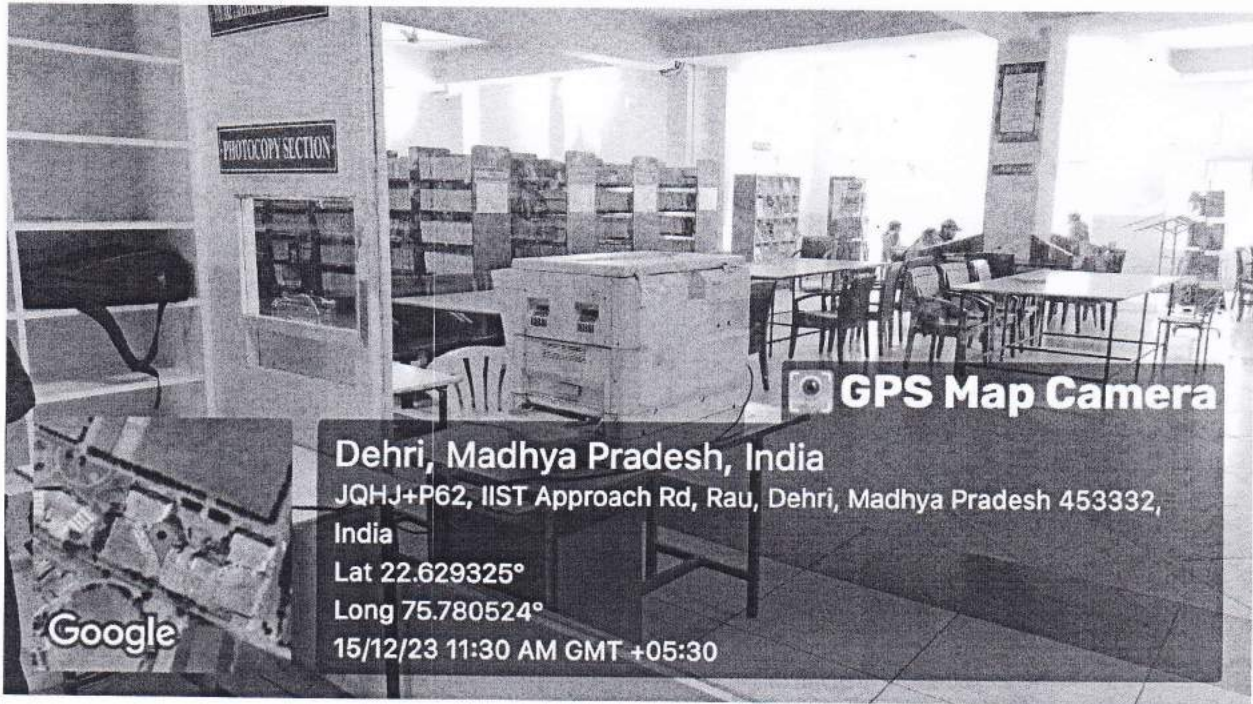 PHOTOCOPY SECTION
GPS Map Camera
Dehri, Madhya Pradesh, India
JQHJ+P62, IIST Approach Rd, Rau, Dehri, Madhya Pradesh 453332,
India
Lat 22.629325°
Long 75.780524°
15/12/23 11:30 AM GMT +05:30
Google